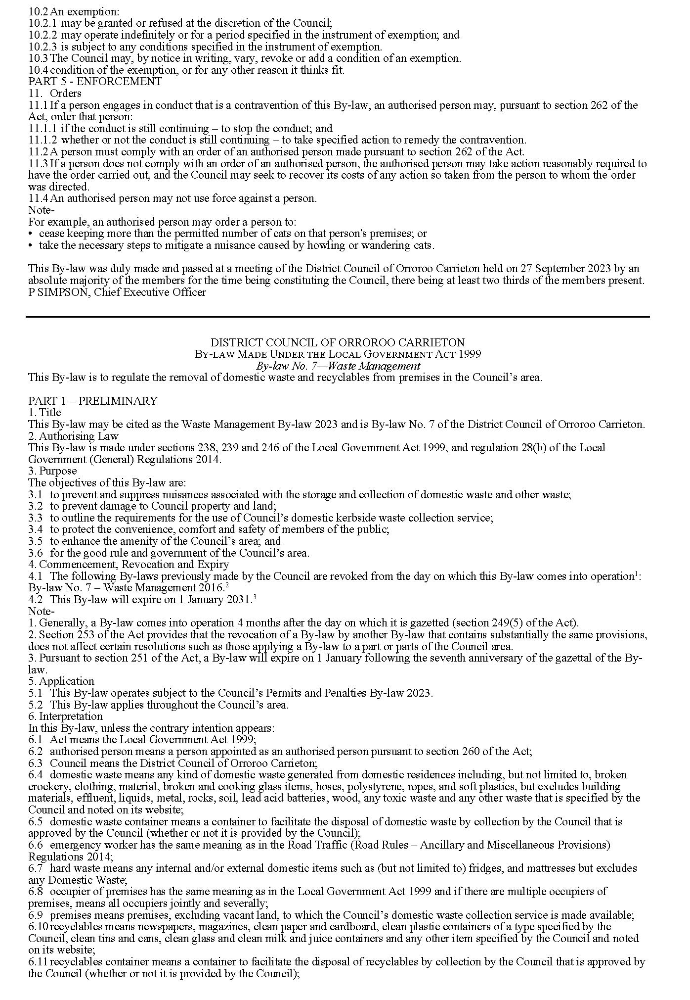 10.2 An exemption:
10.2.1 may be granted or refused at the discretion of the Council;
10.2.2 may operate indefinitely or for a period specified in the instrument of exemption; and
10.2.3 is subject to any conditions specified in the instrument of exemption.
10.3 The Council may, by notice in writing, vary, revoke or add a condition of an exemption.
10.4 condition of the exemption, or for any other reason it thinks fit.
PART 5 - ENFORCEMENT
11. Orders
11.1 If a person engages in conduct that is a contravention of this By-law, an authorised person may, pursuant to section 262 of the
Act, order that person:
11.1.1 if the conduct is still continuing – to stop the conduct; and
11.1.2 whether or not the conduct is still continuing – to take specified action to remedy the contravention.
11.2 A person must comply with an order of an authorised person made pursuant to section 262 of the Act.
11.3 If a person does not comply with an order of an authorised person, the authorised person may take action reasonably required to
have the order carried out, and the Council may seek to recover its costs of any action so taken from the person to whom the order
was directed.
11.4 An authorised person may not use force against a person.
Note-
For example, an authorised person may order a person to:
• cease keeping more than the permitted number of cats on that person's premises; or
• take the necessary steps to mitigate a nuisance caused by howling or wandering cats.
This By-law was duly made and passed at a meeting of the District Council of Orroroo Carrieton held on 27 September 2023 by an
absolute majority of the members for the time being constituting the Council, there being at least two thirds of the members present.
P SIMPSON, Chief Executive Officer
DISTRICT COUNCIL OF ORROROO CARRIETON
BY-LAW MADE UNDER THE LOCAL GOVERNMENT ACT 1999
By-law No. 7—Waste Management
This By-law is to regulate the removal of domestic waste and recyclables from premises in the Council’s area.
PART 1 – PRELIMINARY
1. Title
This By-law may be cited as the Waste Management By-law 2023 and is By-law No. 7 of the District Council of Orroroo Carrieton.
2. Authorising Law
This By-law is made under sections 238, 239 and 246 of the Local Government Act 1999, and regulation 28(b) of the Local
Government (General) Regulations 2014.
3. Purpose
The objectives of this By-law are:
3.1 to prevent and suppress nuisances associated with the storage and collection of domestic waste and other waste;
3.2 to prevent damage to Council property and land;
3.3 to outline the requirements for the use of Council’s domestic kerbside waste collection service;
3.4 to protect the convenience, comfort and safety of members of the public;
3.5 to enhance the amenity of the Council’s area; and
3.6 for the good rule and government of the Council’s area.
4. Commencement, Revocation and Expiry
4.1 The following By-laws previously made by the Council are revoked from the day on which this By-law comes into operation¹:
By-law No. 7 – Waste Management 2016.²
4.2 This By-law will expire on 1 January 2031.³
Note-
1. Generally, a By-law comes into operation 4 months after the day on which it is gazetted (section 249(5) of the Act).
2. Section 253 of the Act provides that the revocation of a By-law by another By-law that contains substantially the same provisions,
does not affect certain resolutions such as those applying a By-law to a part or parts of the Council area.
3. Pursuant to section 251 of the Act, a By-law will expire on 1 January following the seventh anniversary of the gazettal of the By-
law.
5. Application
5.1 This By-law operates subject to the Council’s Permits and Penalties By-law 2023.
5.2 This By-law applies throughout the Council’s area.
6. Interpretation
In this By-law, unless the contrary intention appears:
6.1 Act means the Local Government Act 1999;
6.2 authorised person means a person appointed as an authorised person pursuant to section 260 of the Act;
6.3 Council means the District Council of Orroroo Carrieton;
6.4 domestic waste means any kind of domestic waste generated from domestic residences including, but not limited to, broken
crockery, clothing, material, broken and cooking glass items, hoses, polystyrene, ropes, and soft plastics, but excludes building
materials, effluent, liquids, metal, rocks, soil, lead acid batteries, wood, any toxic waste and any other waste that is specified by the
Council and noted on its website;
6.5 domestic waste container means a container to facilitate the disposal of domestic waste by collection by the Council that is
approved by the Council (whether or not it is provided by the Council);
6.6 emergency worker has the same meaning as in the Road Traffic (Road Rules – Ancillary and Miscellaneous Provisions)
Regulations 2014;
6.7 hard waste means any internal and/or external domestic items such as (but not limited to) fridges, and mattresses but excludes
any Domestic Waste;
6.8 occupier of premises has the same meaning as in the Local Government Act 1999 and if there are multiple occupiers of
premises, means all occupiers jointly and severally;
6.9 premises means premises, excluding vacant land, to which the Council’s domestic waste collection service is made available;
6.10 recyclables means newspapers, magazines, clean paper and cardboard, clean plastic containers of a type specified by the
Council, clean tins and cans, clean glass and clean milk and juice containers and any other item specified by the Council and noted
on its website;
6.11 recyclables container means a container to facilitate the disposal of recyclables by collection by the Council that is approved by
the Council (whether or not it is provided by the Council);